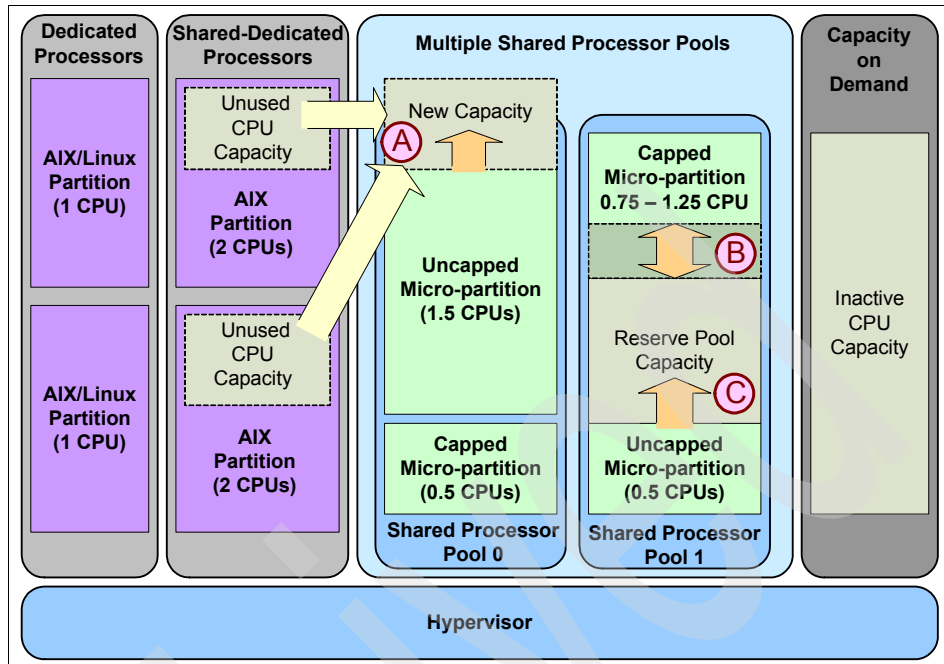 Dedicated
Processors
AIX/Linux
Partition
(1 CPU)
AIX/Linux
Partition
(1 CPU)
Shared-Dedicated
Processors
Unused
CPU
Capacity
AIX
Partition
(2 CPUs)
Unused
CPU
Capacity
AIX
Partition
(2 CPUs)
Multiple Shared Processor Pools
New Capacity
A
Uncapped
Micro-partition
(1.5 CPUs)
Capped
Micro-partition
(0.5 CPUs)
Shared Processor
Pool 0
Capped
Micro-partition
0.75 – 1.25 CPU
B
Reserve Pool
Capacity
C
Uncapped
Micro-partition
(0.5 CPUs)
Shared Processor
Pool 1
Capacity
on
Demand
Inactive
CPU
Capacity
Hypervisor